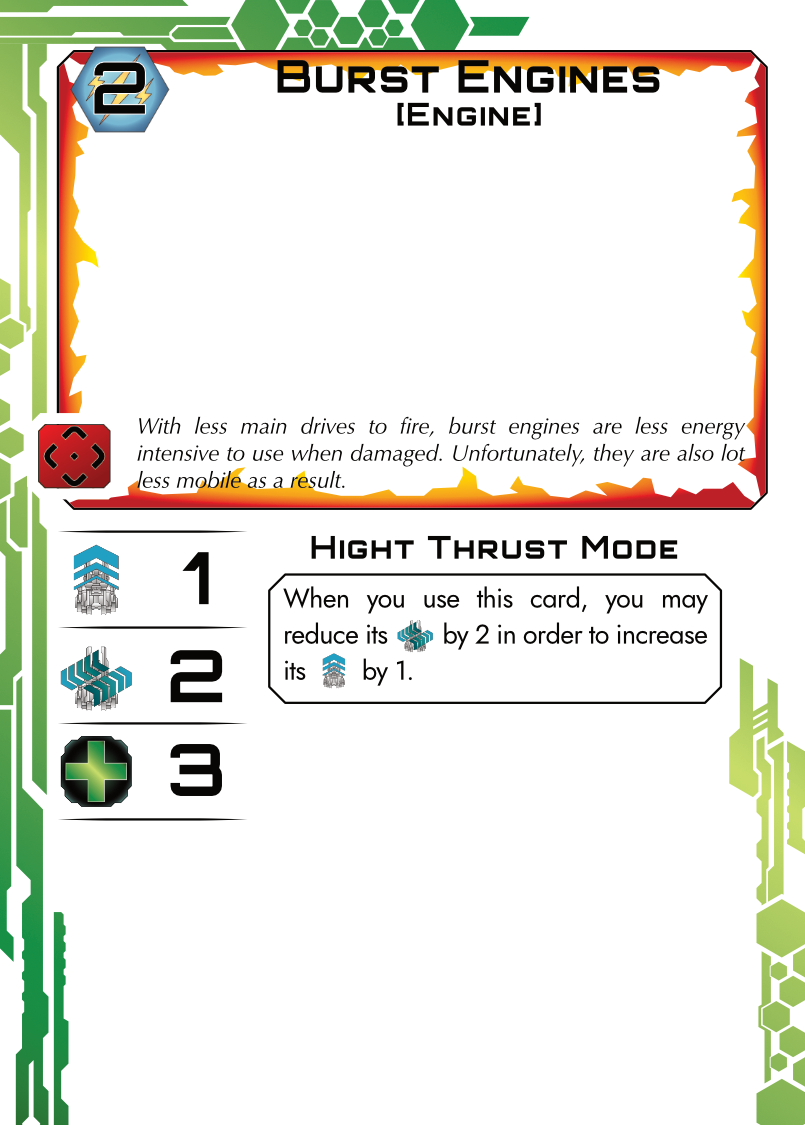 2
Burst Engines
[Engine]
With less main drives to fire, burst engines are less energy
intensive to use when damaged. Unfortunately, they are also lot
less mobile as a result.
1
2
3
Hight Thrust Mode
When you use this card, you may
reduce its by 2 in order to increase
its by 1.